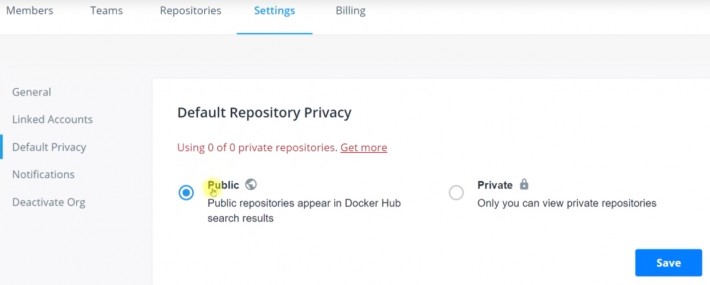 Members Teams Repositories Settings Billing
General
Linked Accounts
Default Privacy
Notifications
Deactivate Org
Default Repository Privacy
Using 0 of 0 private repositories. Get more
Public
Public repositories appear in Docker Hub
search results
Private
Only you can view private repositories
Save